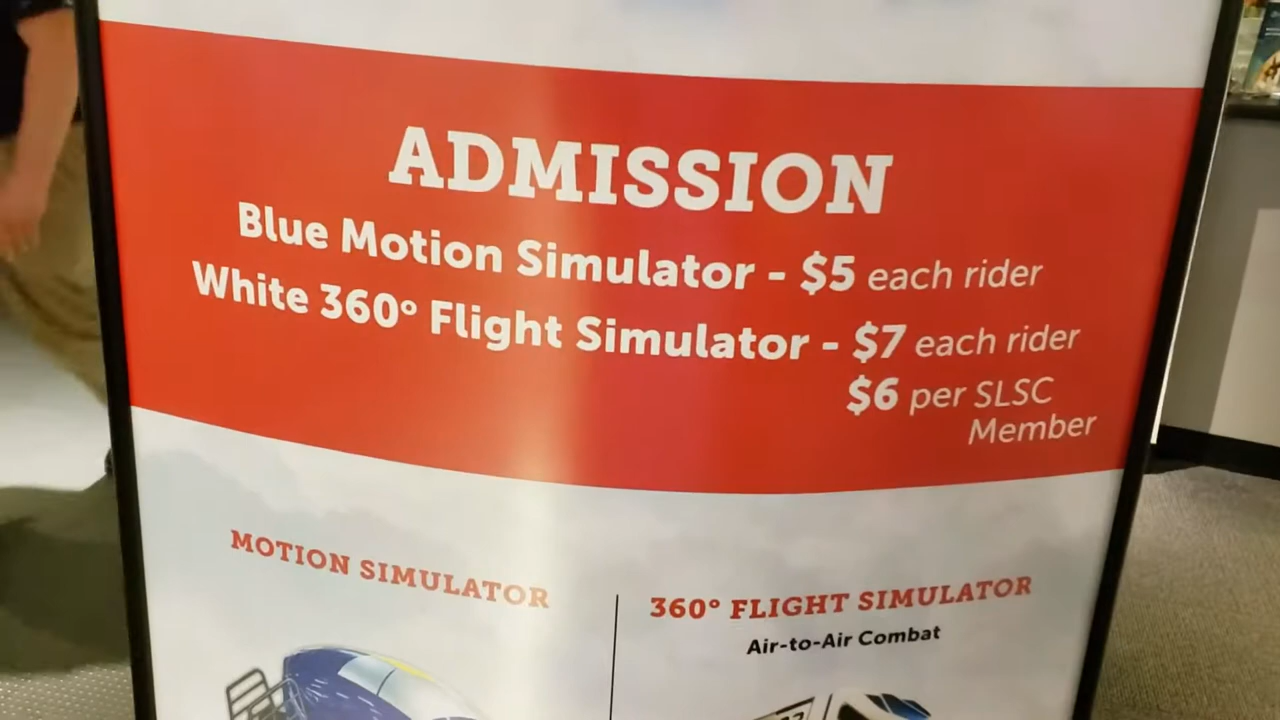 ADMISSION
Blue Motion Simulator - $5 each rider
White 360° Flight Simulator - $7 each rider
$6 per SLSC
Member
MOTION SIMULATOR
360° FLIGHT SIMULATOR
Air-to-Air Combat